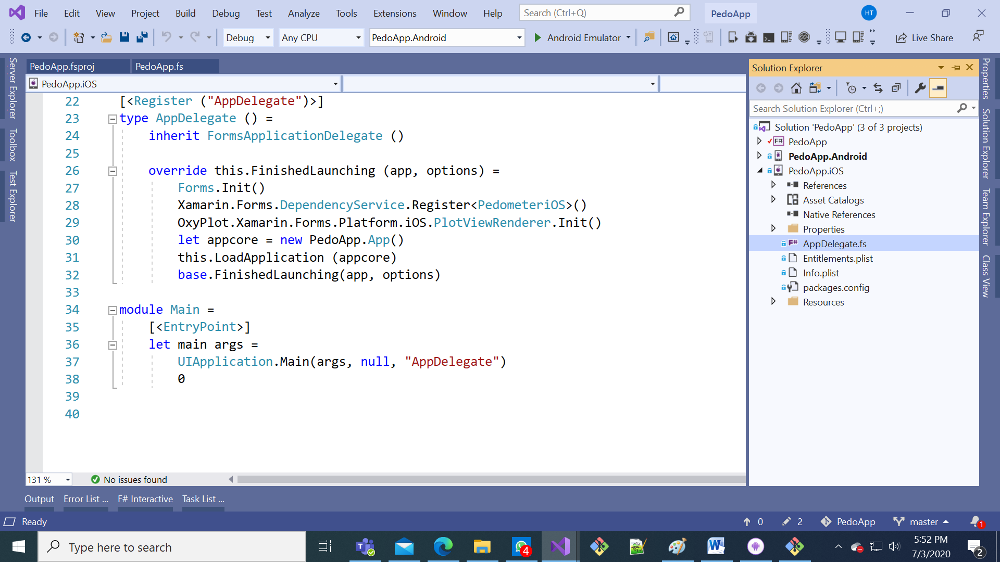 File Edit View Project Build Debug Test Analyze Tools Extensions Window Help Search (Ctrl+Q) PedoApp HT
Debug Any CPU PedoApp.Android Android Emulator Live Share
Server Explorer
Toolbox
Test Explorer
PedoApp.fsproj PedoApp.fs
PedoApp.iOS
22 [<Register ("AppDelegate")>]
23 type AppDelegate () =
24 inherit FormsApplicationDelegate ()
25
26 override this.FinishedLaunching (app, options) =
27 Forms.Init()
28 Xamarin.Forms.DependencyService.Register<PedometeriOS>()
29 OxyPlot.Xamarin.Forms.Platform.iOS.PlotViewRenderer.Init()
30 let appcore = new PedoApp.App()
31 this.LoadApplication (appcore)
32 base.FinishedLaunching(app, options)
33
34 module Main =
35 [<EntryPoint>]
36 let main args =
37 UIApplication.Main(args, null, "AppDelegate")
38 0
39
40
131 % No issues found
Solution Explorer
Search Solution Explorer (Ctrl+;)
Solution 'PedoApp' (3 of 3 projects)
F# PedoApp
PedoApp.Android
PedoApp.iOS
References
Asset Catalogs
Native References
Properties
F# AppDelegate.fs
Entitlements.plist
Info.plist
packages.config
Resources
Properties
Solution Explorer
Team Explorer
Class View
Output Error List ... F# Interactive Task List ...
Ready 0 2 PedoApp master 1
Type here to search 4 5:52 PM
7/3/2020 2